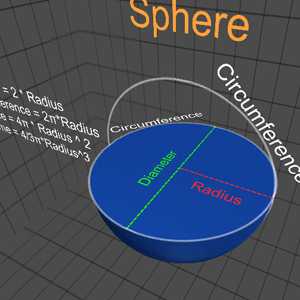 Sphere
= 2 * Radius
ference = 2π*Radius
e = 4π * Radius ^ 2
me = 4/3π*Radius^3
Circumference
Circumference
Diameter
Radius